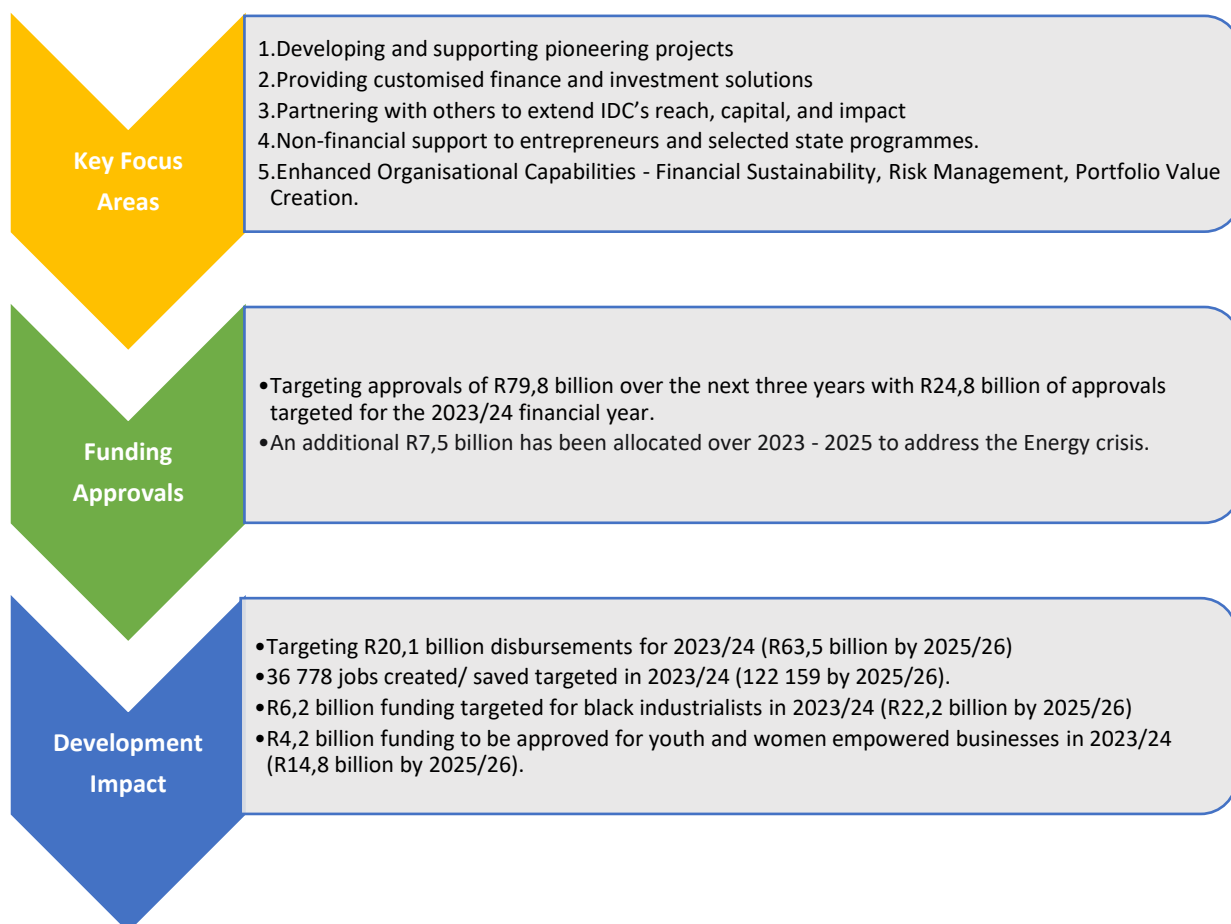 Key Focus
Areas
1.Developing and supporting pioneering projects
2.Providing customised finance and investment solutions
3.Partnering with others to extend IDC’s reach, capital, and impact
4.Non-financial support to entrepreneurs and selected state programmes.
5.Enhanced Organisational Capabilities - Financial Sustainability, Risk Management, Portfolio Value
Creation.
Funding
Approvals
•Targeting approvals of R79,8 billion over the next three years with R24,8 billion of approvals
targeted for the 2023/24 financial year.
•An additional R7,5 billion has been allocated over 2023 - 2025 to address the Energy crisis.
Development
Impact
•Targeting R20,1 billion disbursements for 2023/24 (R63,5 billion by 2025/26)
•36 778 jobs created/ saved targeted in 2023/24 (122 159 by 2025/26).
•R6,2 billion funding targeted for black industrialists in 2023/24 (R22,2 billion by 2025/26)
•R4,2 billion funding to be approved for youth and women empowered businesses in 2023/24
(R14,8 billion by 2025/26).